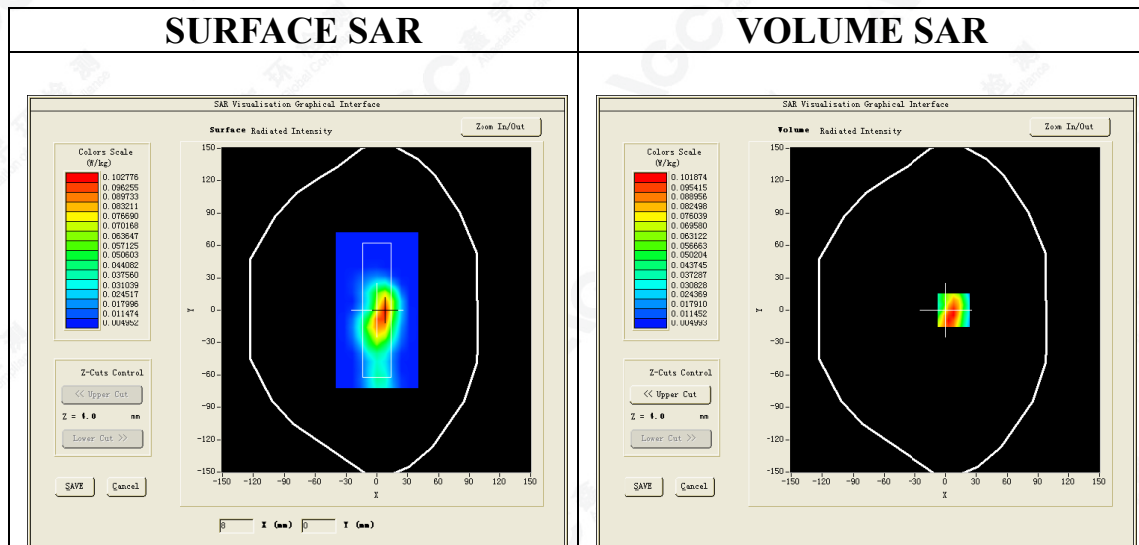 SURFACE SAR
VOLUME SAR
SAR Visualisation Graphical Interface
Surface Radiated Intensity
Zoom In/Out
Colors Scale
(W/kg)
0.102776
0.096255
0.089733
0.083211
0.076690
0.070168
0.063647
0.057125
0.050603
0.044082
0.037560
0.031039
0.024517
0.017996
0.011474
0.004952
Z-Cuts Control
<< Upper Cut
Z = 4.0 mm
Lower Cut >>
SAVE
Cancel
Y
150
120
90
60
30
0
-30
-60
-90
-120
-150
-150 -120 -90 -60 -30 0 30 60 90 120 150
X
8 X (mm) 0 Y (mm)
SAR Visualisation Graphical Interface
Volume Radiated Intensity
Zoom In/Out
Colors Scale
(W/kg)
0.101874
0.095415
0.088956
0.082498
0.076039
0.069580
0.063122
0.056663
0.050204
0.043745
0.037287
0.030828
0.024369
0.017910
0.011452
0.004993
Z-Cuts Control
<< Upper Cut
Z = 4.0 mm
Lower Cut >>
SAVE
Cancel
Y
150
120
90
60
30
0
-30
-60
-90
-120
-150
-150 -120 -90 -60 -30 0 30 60 90 120 150
X